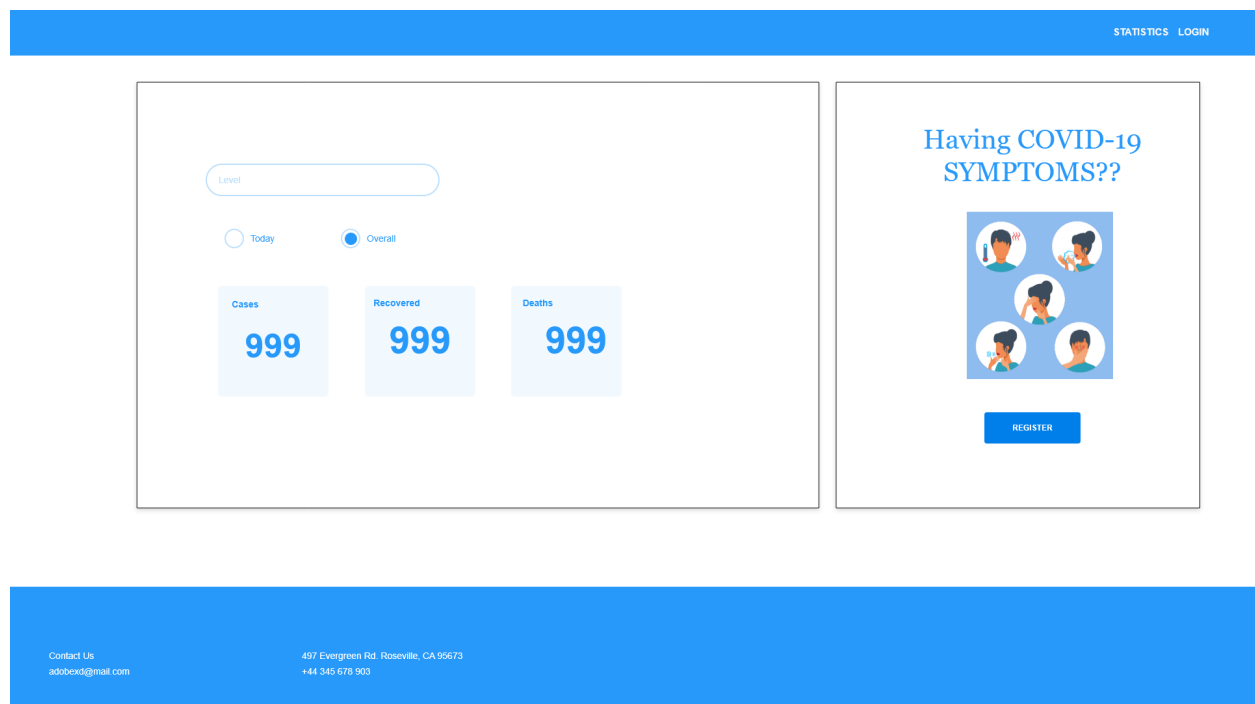 STATISTICS LOGIN
Level
Today
Overall
Cases
999
Recovered
999
Deaths
999
Having COVID-19
SYMPTOMS??
REGISTER
Contact Us
adobexd@mail.com
497 Evergreen Rd. Roseville, CA 95673
+44 345 678 903